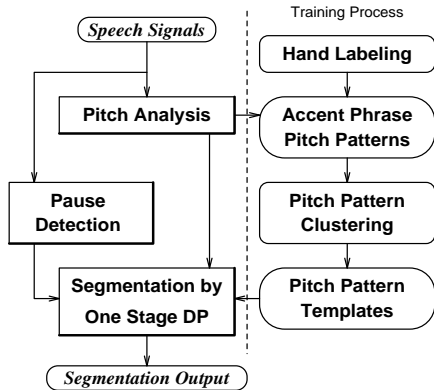 Training Process
Speech Signals
Hand Labeling
Pitch Analysis
Accent Phrase
Pitch Patterns
Pause
Detection
Pitch Pattern
Clustering
Segmentation by
One Stage DP
Pitch Pattern
Templates
Segmentation Output